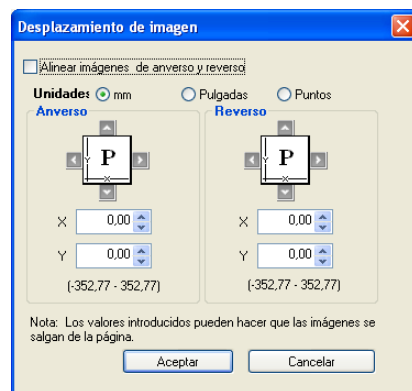 Desplazamiento de imagen
Alinear imágenes de anverso y reverso
Unidades mm Pulgadas Puntos
Anverso Reverso
P P
Y X Y X
X 0,00 X 0,00
Y 0,00 Y 0,00
(-352,77 - 352,77) (-352,77 - 352,77)
Nota: Los valores introducidos pueden hacer que las imágenes se
salgan de la página.
Aceptar Cancelar